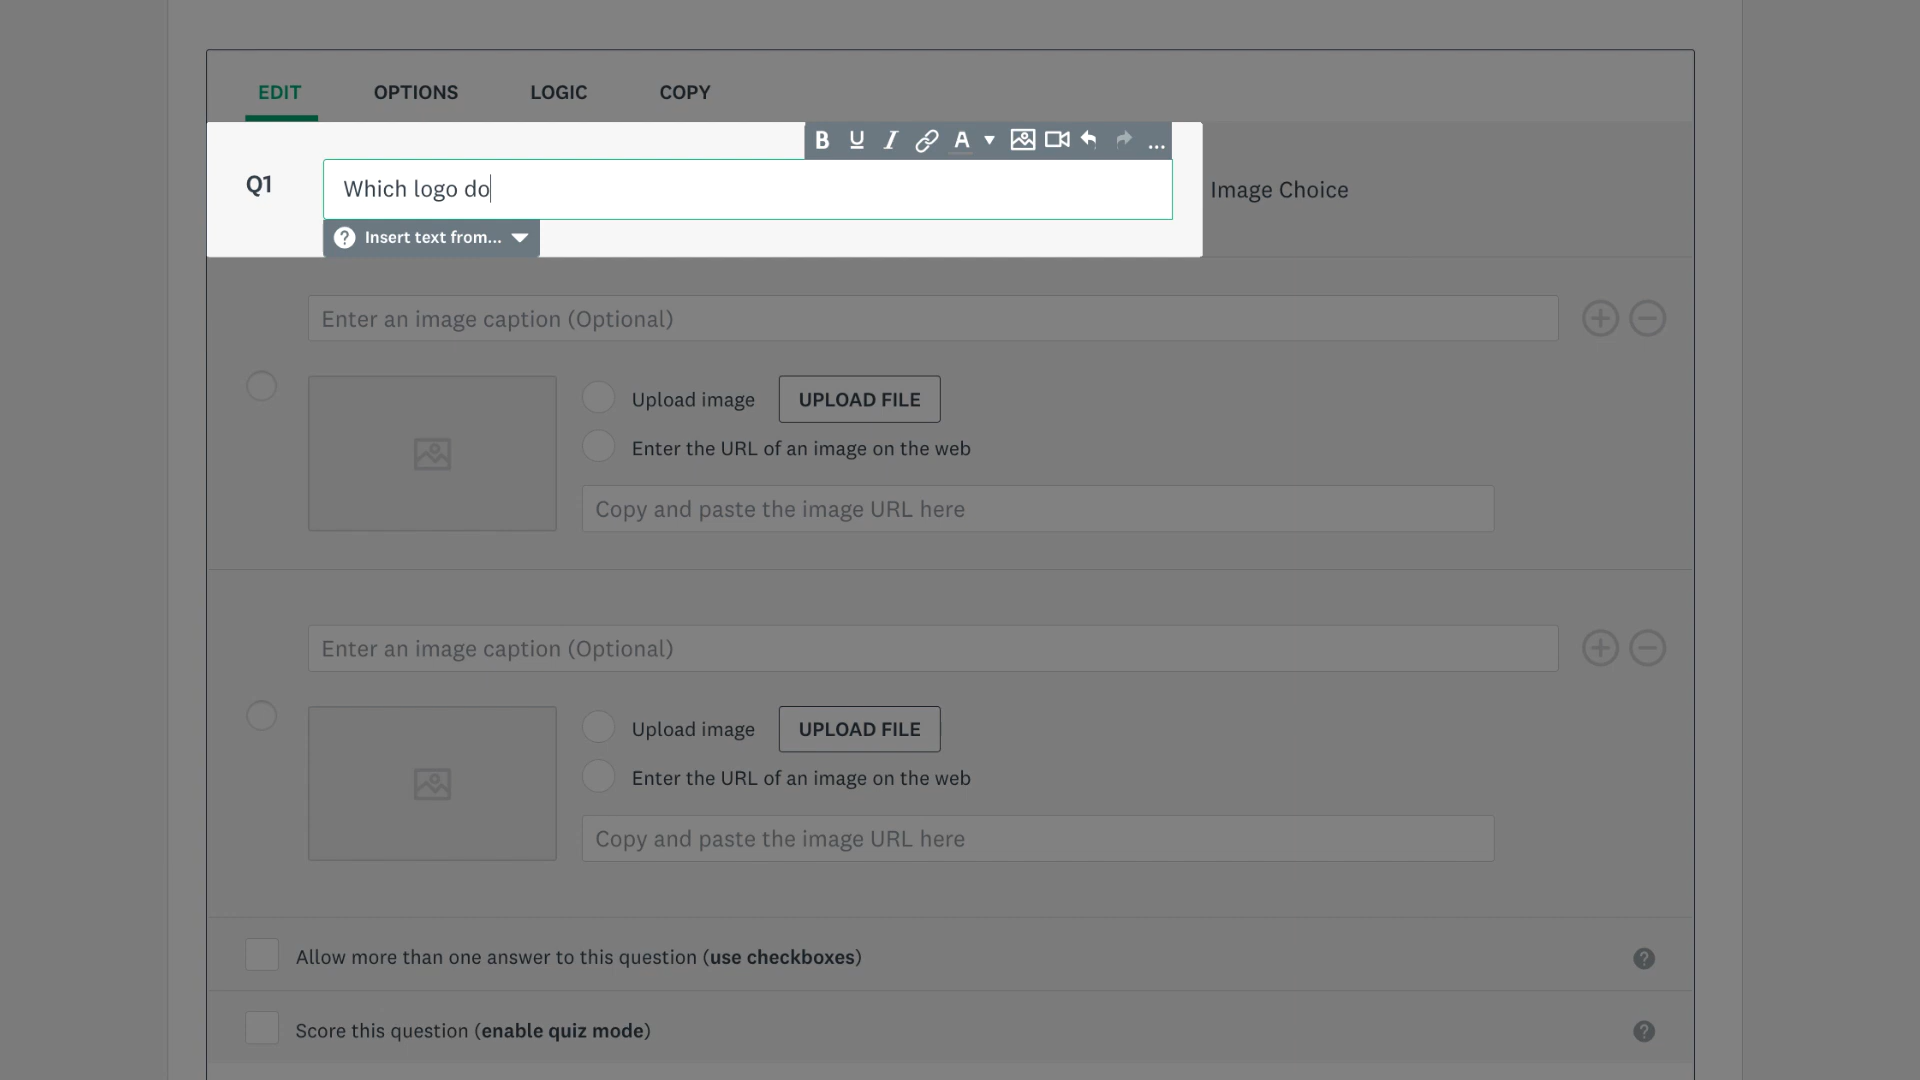 EDIT OPTIONS LOGIC COPY
B U I A ...
Q1 Which logo do Image Choice
? Insert text from...
Enter an image caption (Optional)
Upload image UPLOAD FILE
Enter the URL of an image on the web
Copy and paste the image URL here
Enter an image caption (Optional)
Upload image UPLOAD FILE
Enter the URL of an image on the web
Copy and paste the image URL here
Allow more than one answer to this question (use checkboxes) ?
Score this question (enable quiz mode) ?